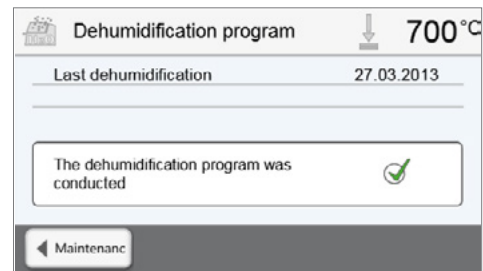 Dehumidification program 700°C
Last dehumidification 27.03.2013
The dehumidification program was
conducted
Maintenanc